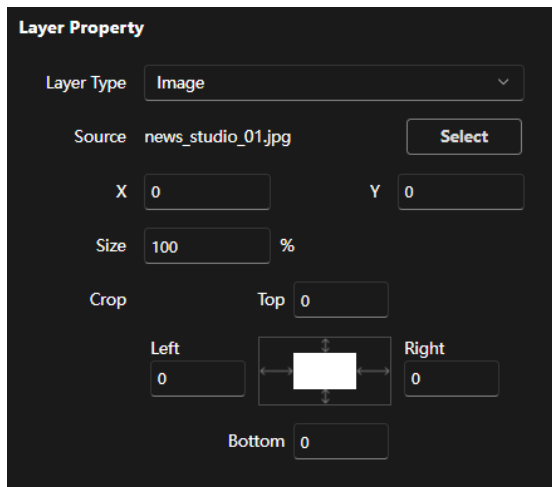 Layer Property
Layer Type Image
Source news_studio_01.jpg Select
X 0 Y 0
Size 100 %
Crop Top 0
Left Right
0 0
Bottom 0